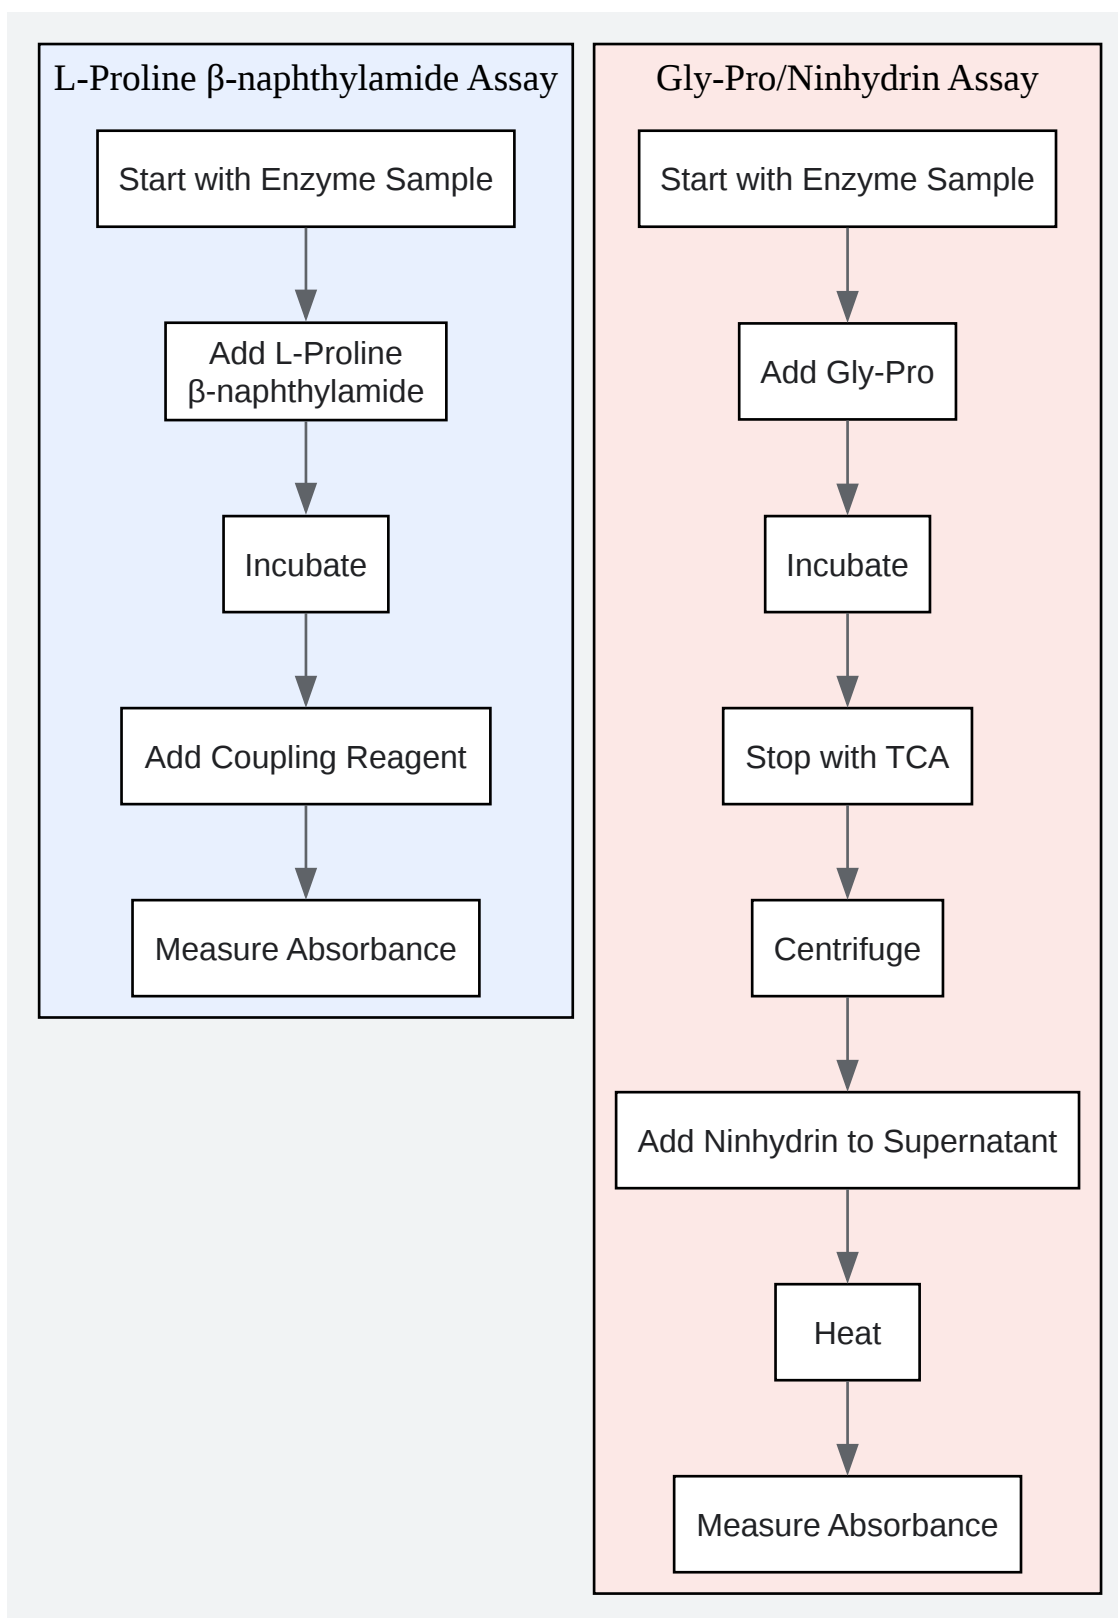 L-Proline β-naphthylamide Assay
Start with Enzyme Sample
Add L-Proline
β-naphthylamide
Incubate
Add Coupling Reagent
Measure Absorbance
Gly-Pro/Ninhydrin Assay
Start with Enzyme Sample
Add Gly-Pro
Incubate
Stop with TCA
Centrifuge
Add Ninhydrin to Supernatant
Heat
Measure Absorbance